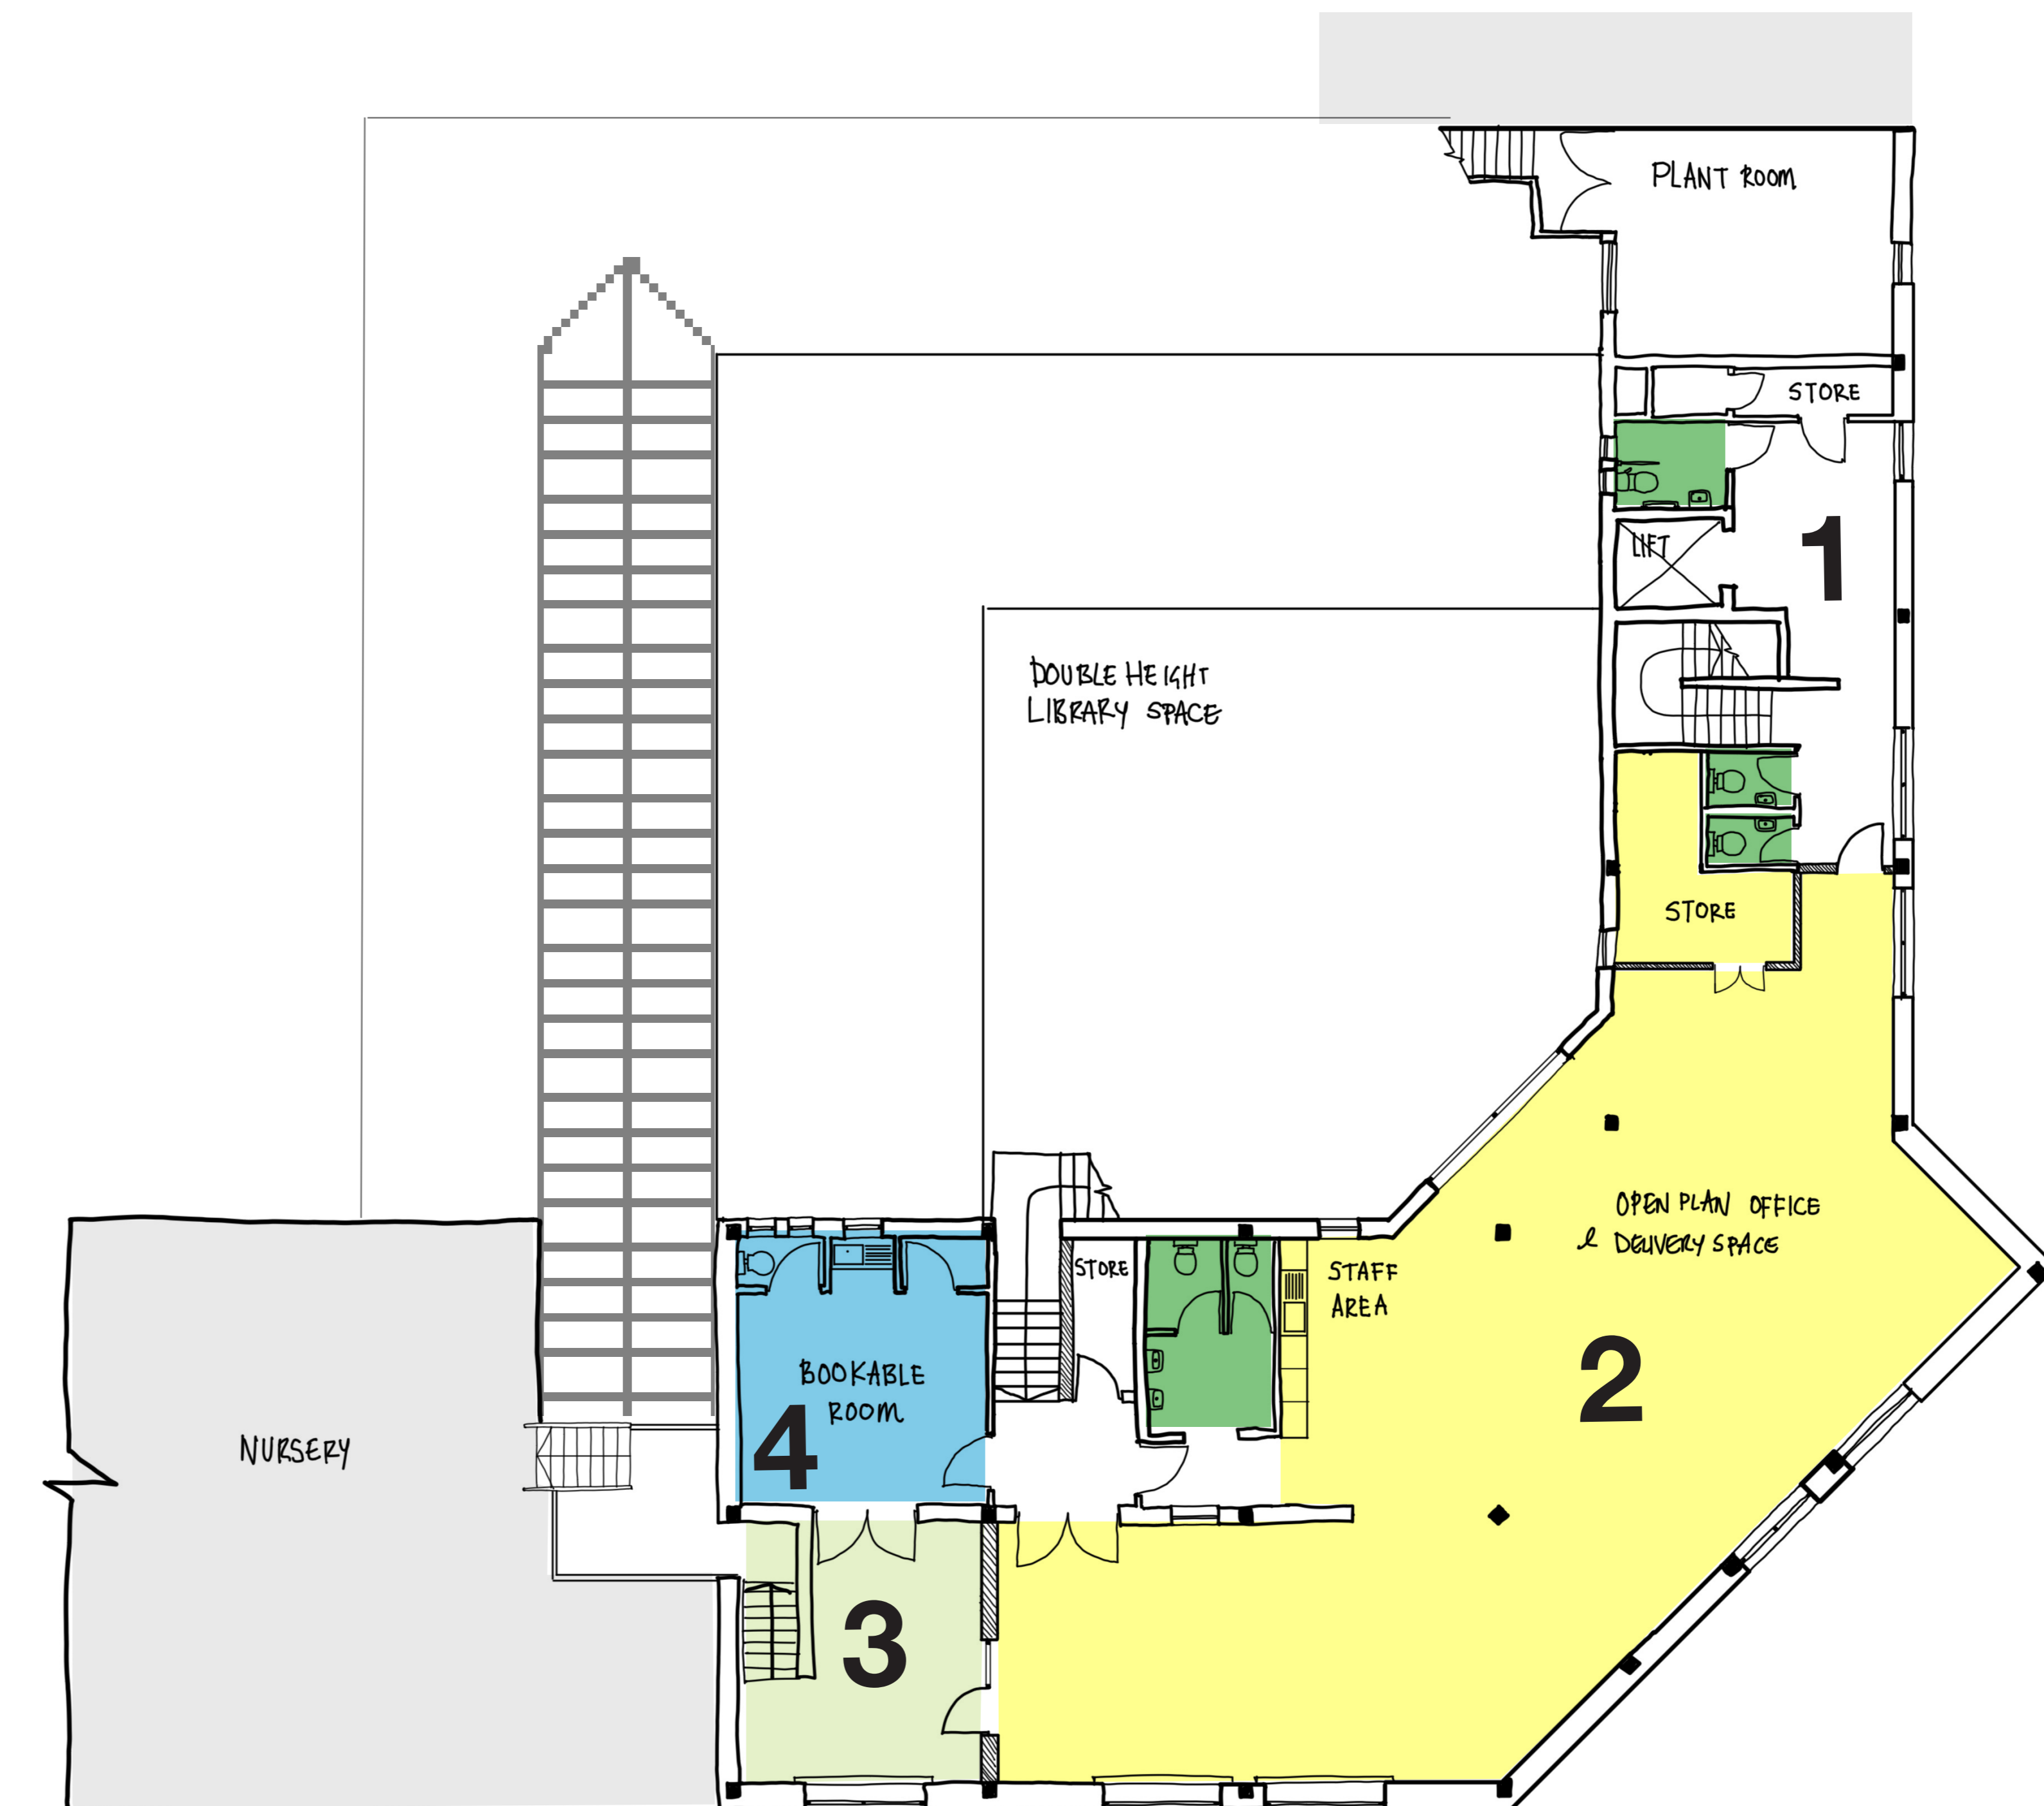 PLANT ROOM
STORE
LIFT
1
DOUBLE HEIGHT
LIBRARY SPACE
STORE
OPEN PLAN OFFICE
& DELIVERY SPACE
STORE
STAFF
AREA
2
BOOKABLE
ROOM
4
NURSERY
3